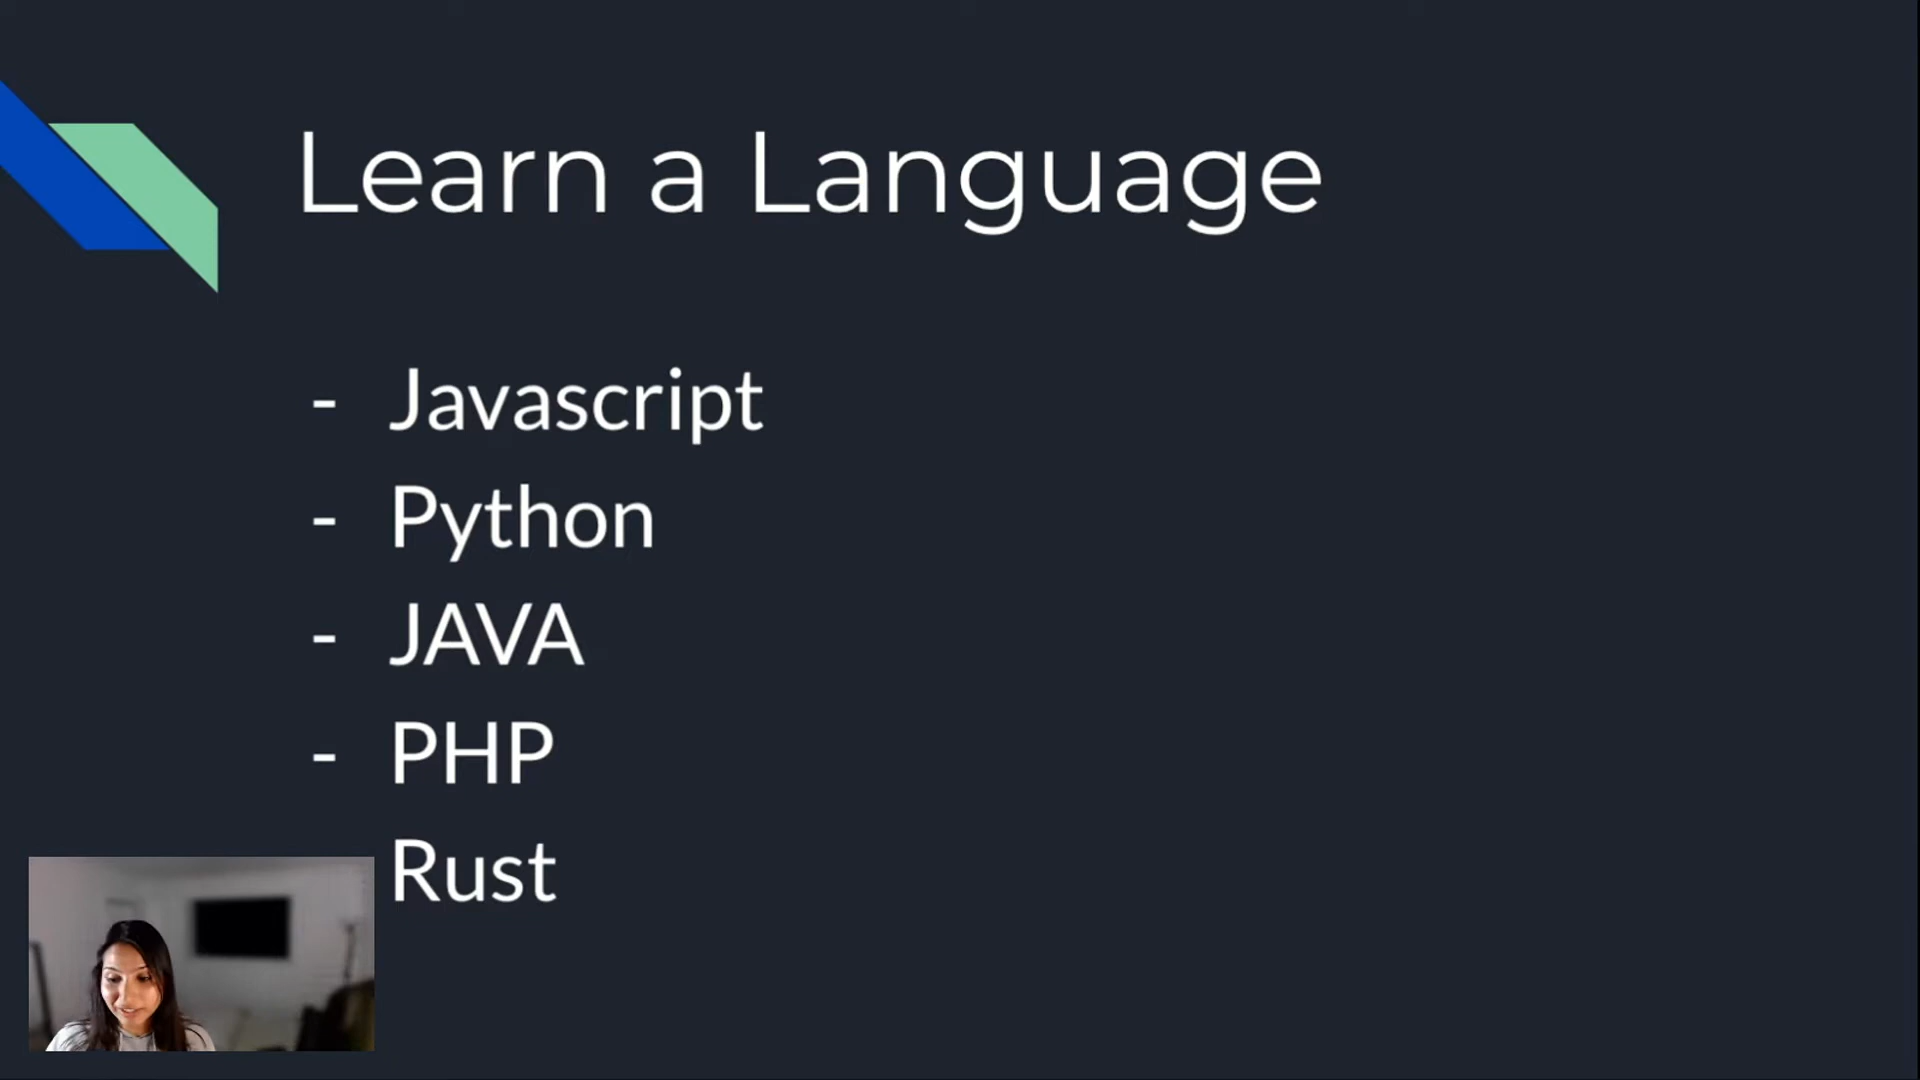 Learn a Language
- Javascript
- Python
- JAVA
- PHP
Rust